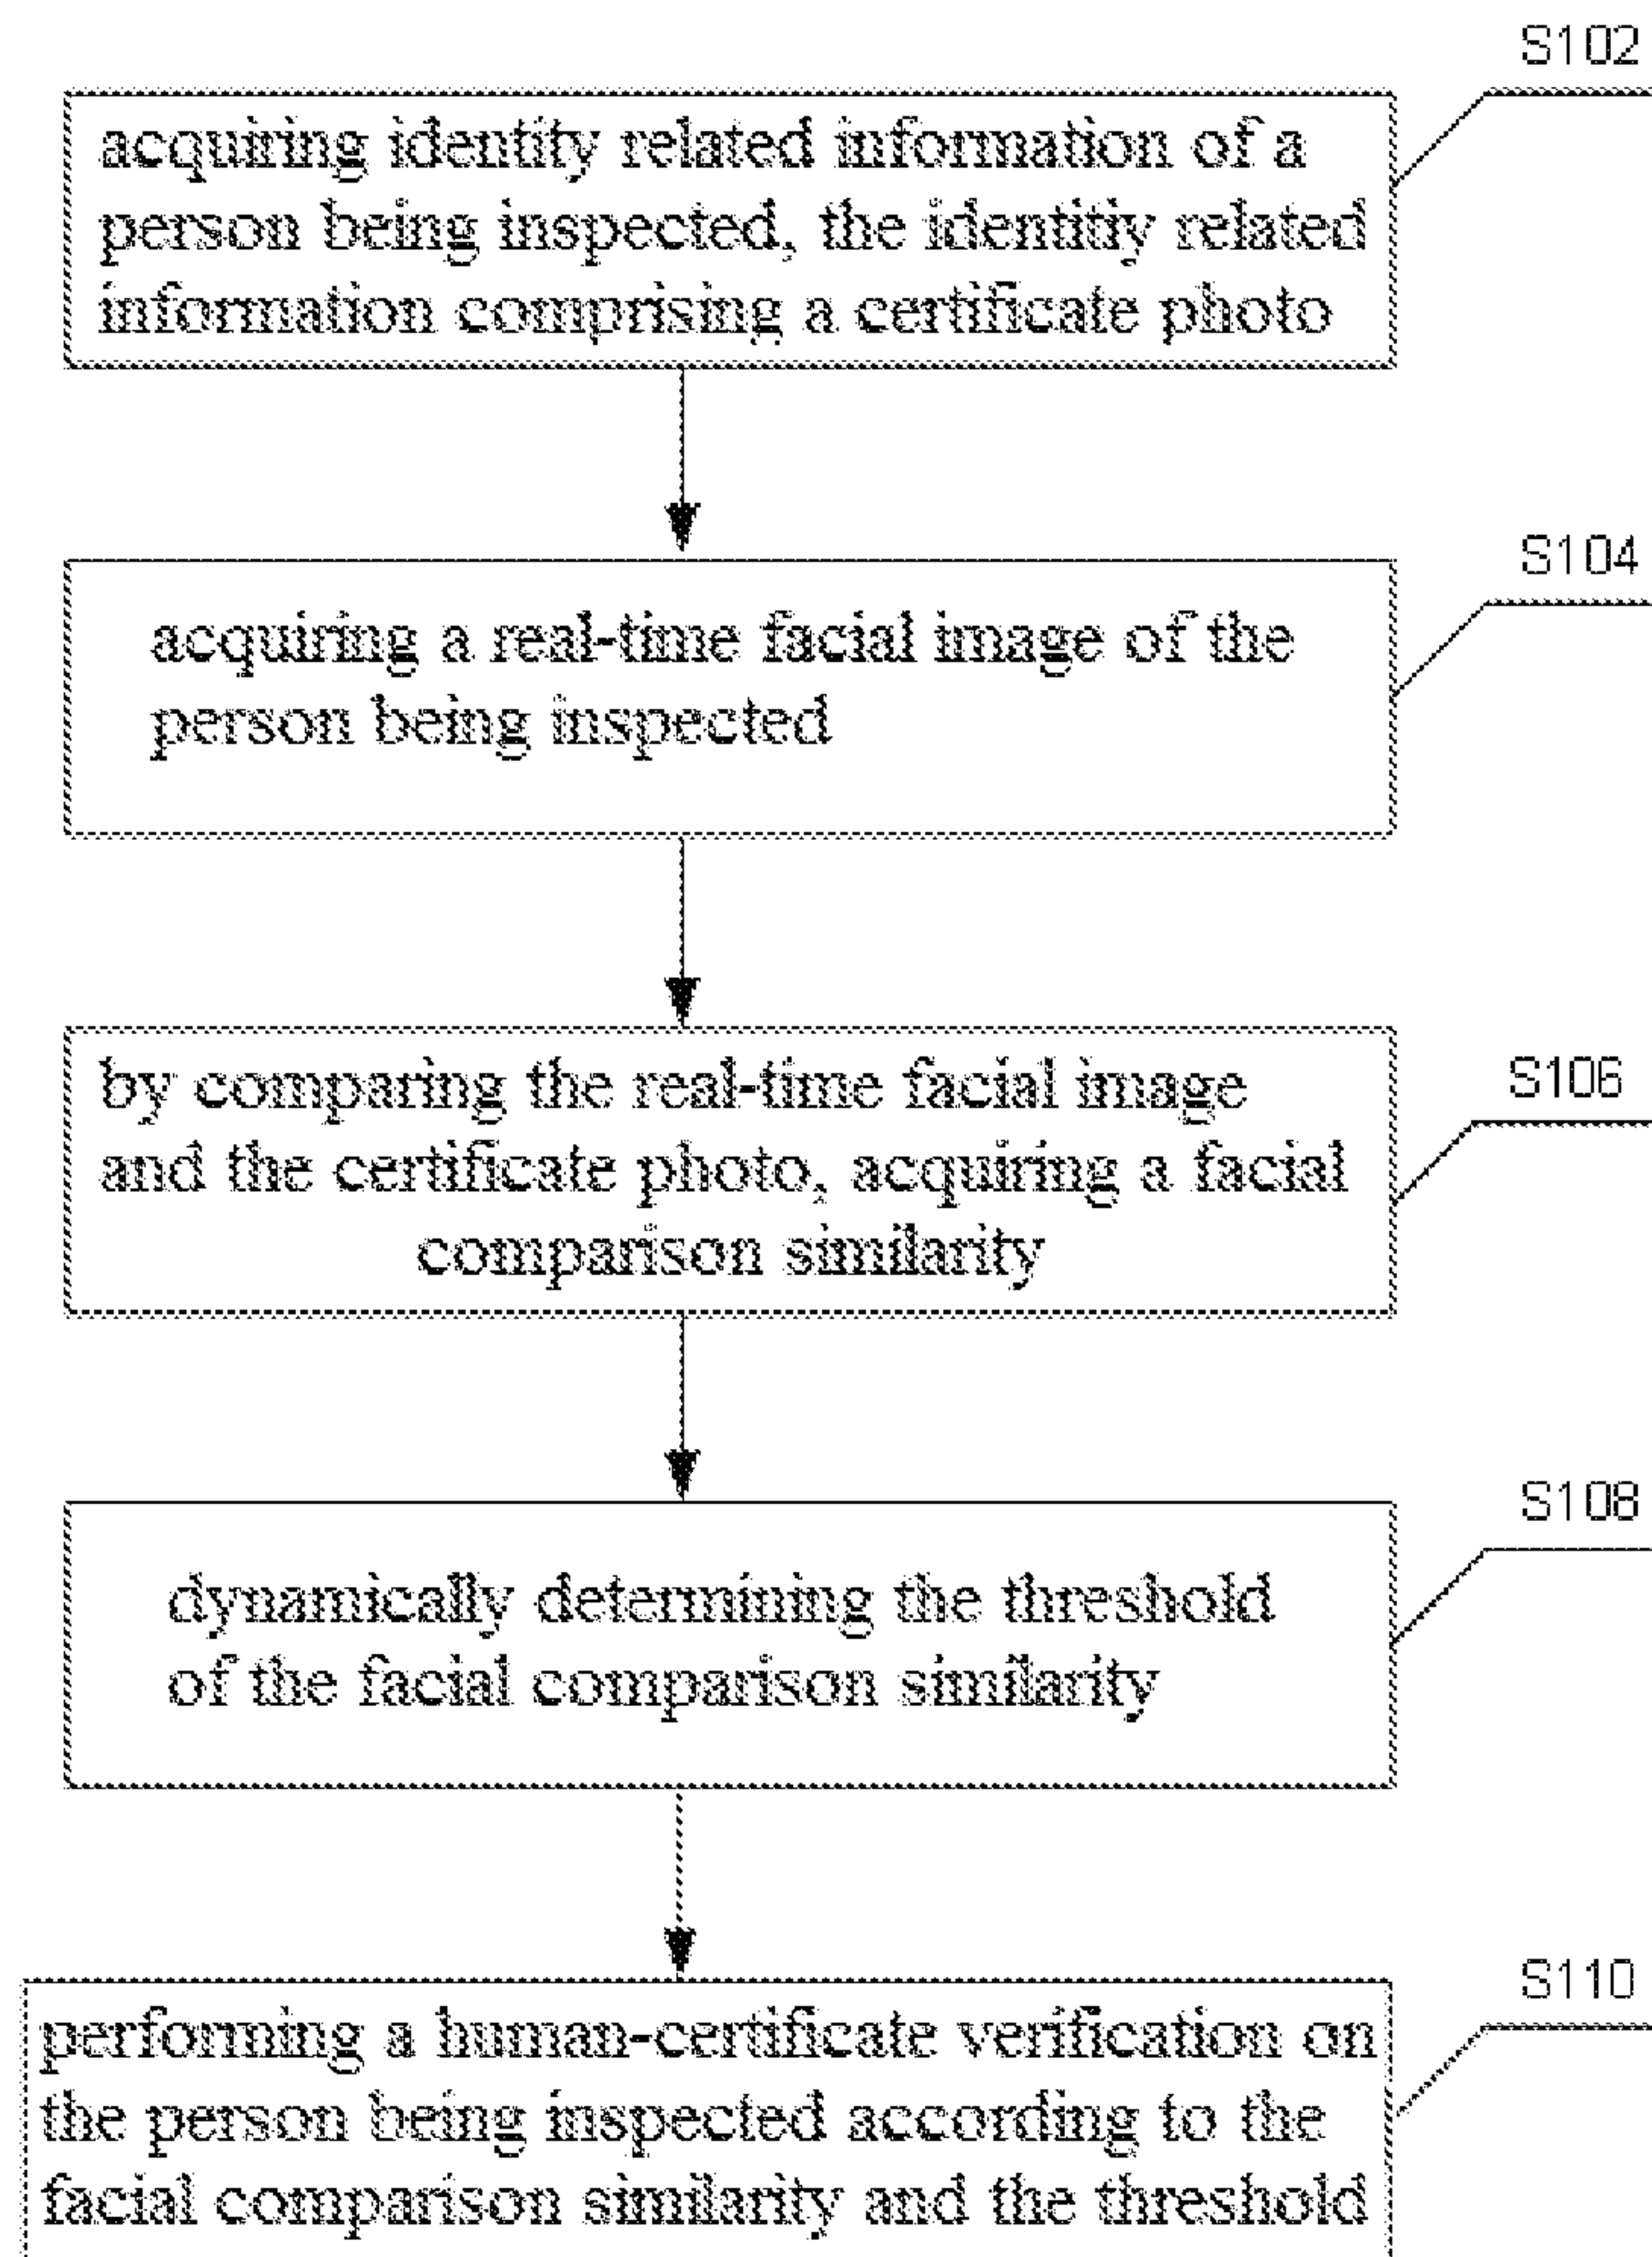 S102
acquiring identity related information of a
person being inspected, the identitiy related
information comprising a certificate photo
S104
acquiring a real-time facial image of the
person being inspected
S106
by comparing the real-time facial image
and the certificate photo, acquiring a facial
comparison similarity
S108
dynamically determining the threshold
of the facial comparison similarity
S110
performing a human-certificate verification on
the person being inspected according to the
facial comparison similarity and the threshold